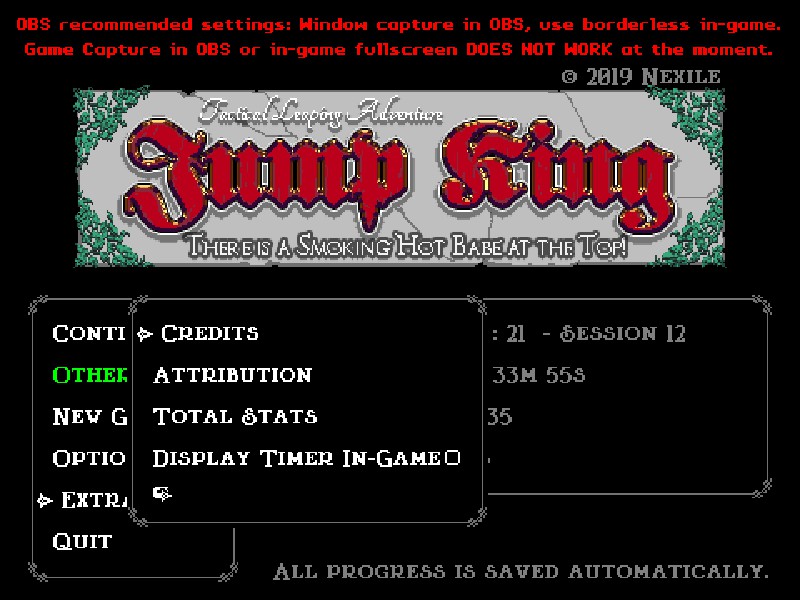 OBS recommended settings: Window capture in OBS, use borderless in-game.
Game Capture in OBS or in-game fullscreen DOES NOT WORK at the moment.
© 2019 Nexile
Tactical Leaping Adventure
Jump King
There is a Smoking Hot Babe at the Top!
Conti
Credits
: 21 - Session 12
Other
Attribution
33m 55s
New G
Total Stats
35
Optio
Display Timer In-Game
Extra
Quit
All progress is saved automatically.